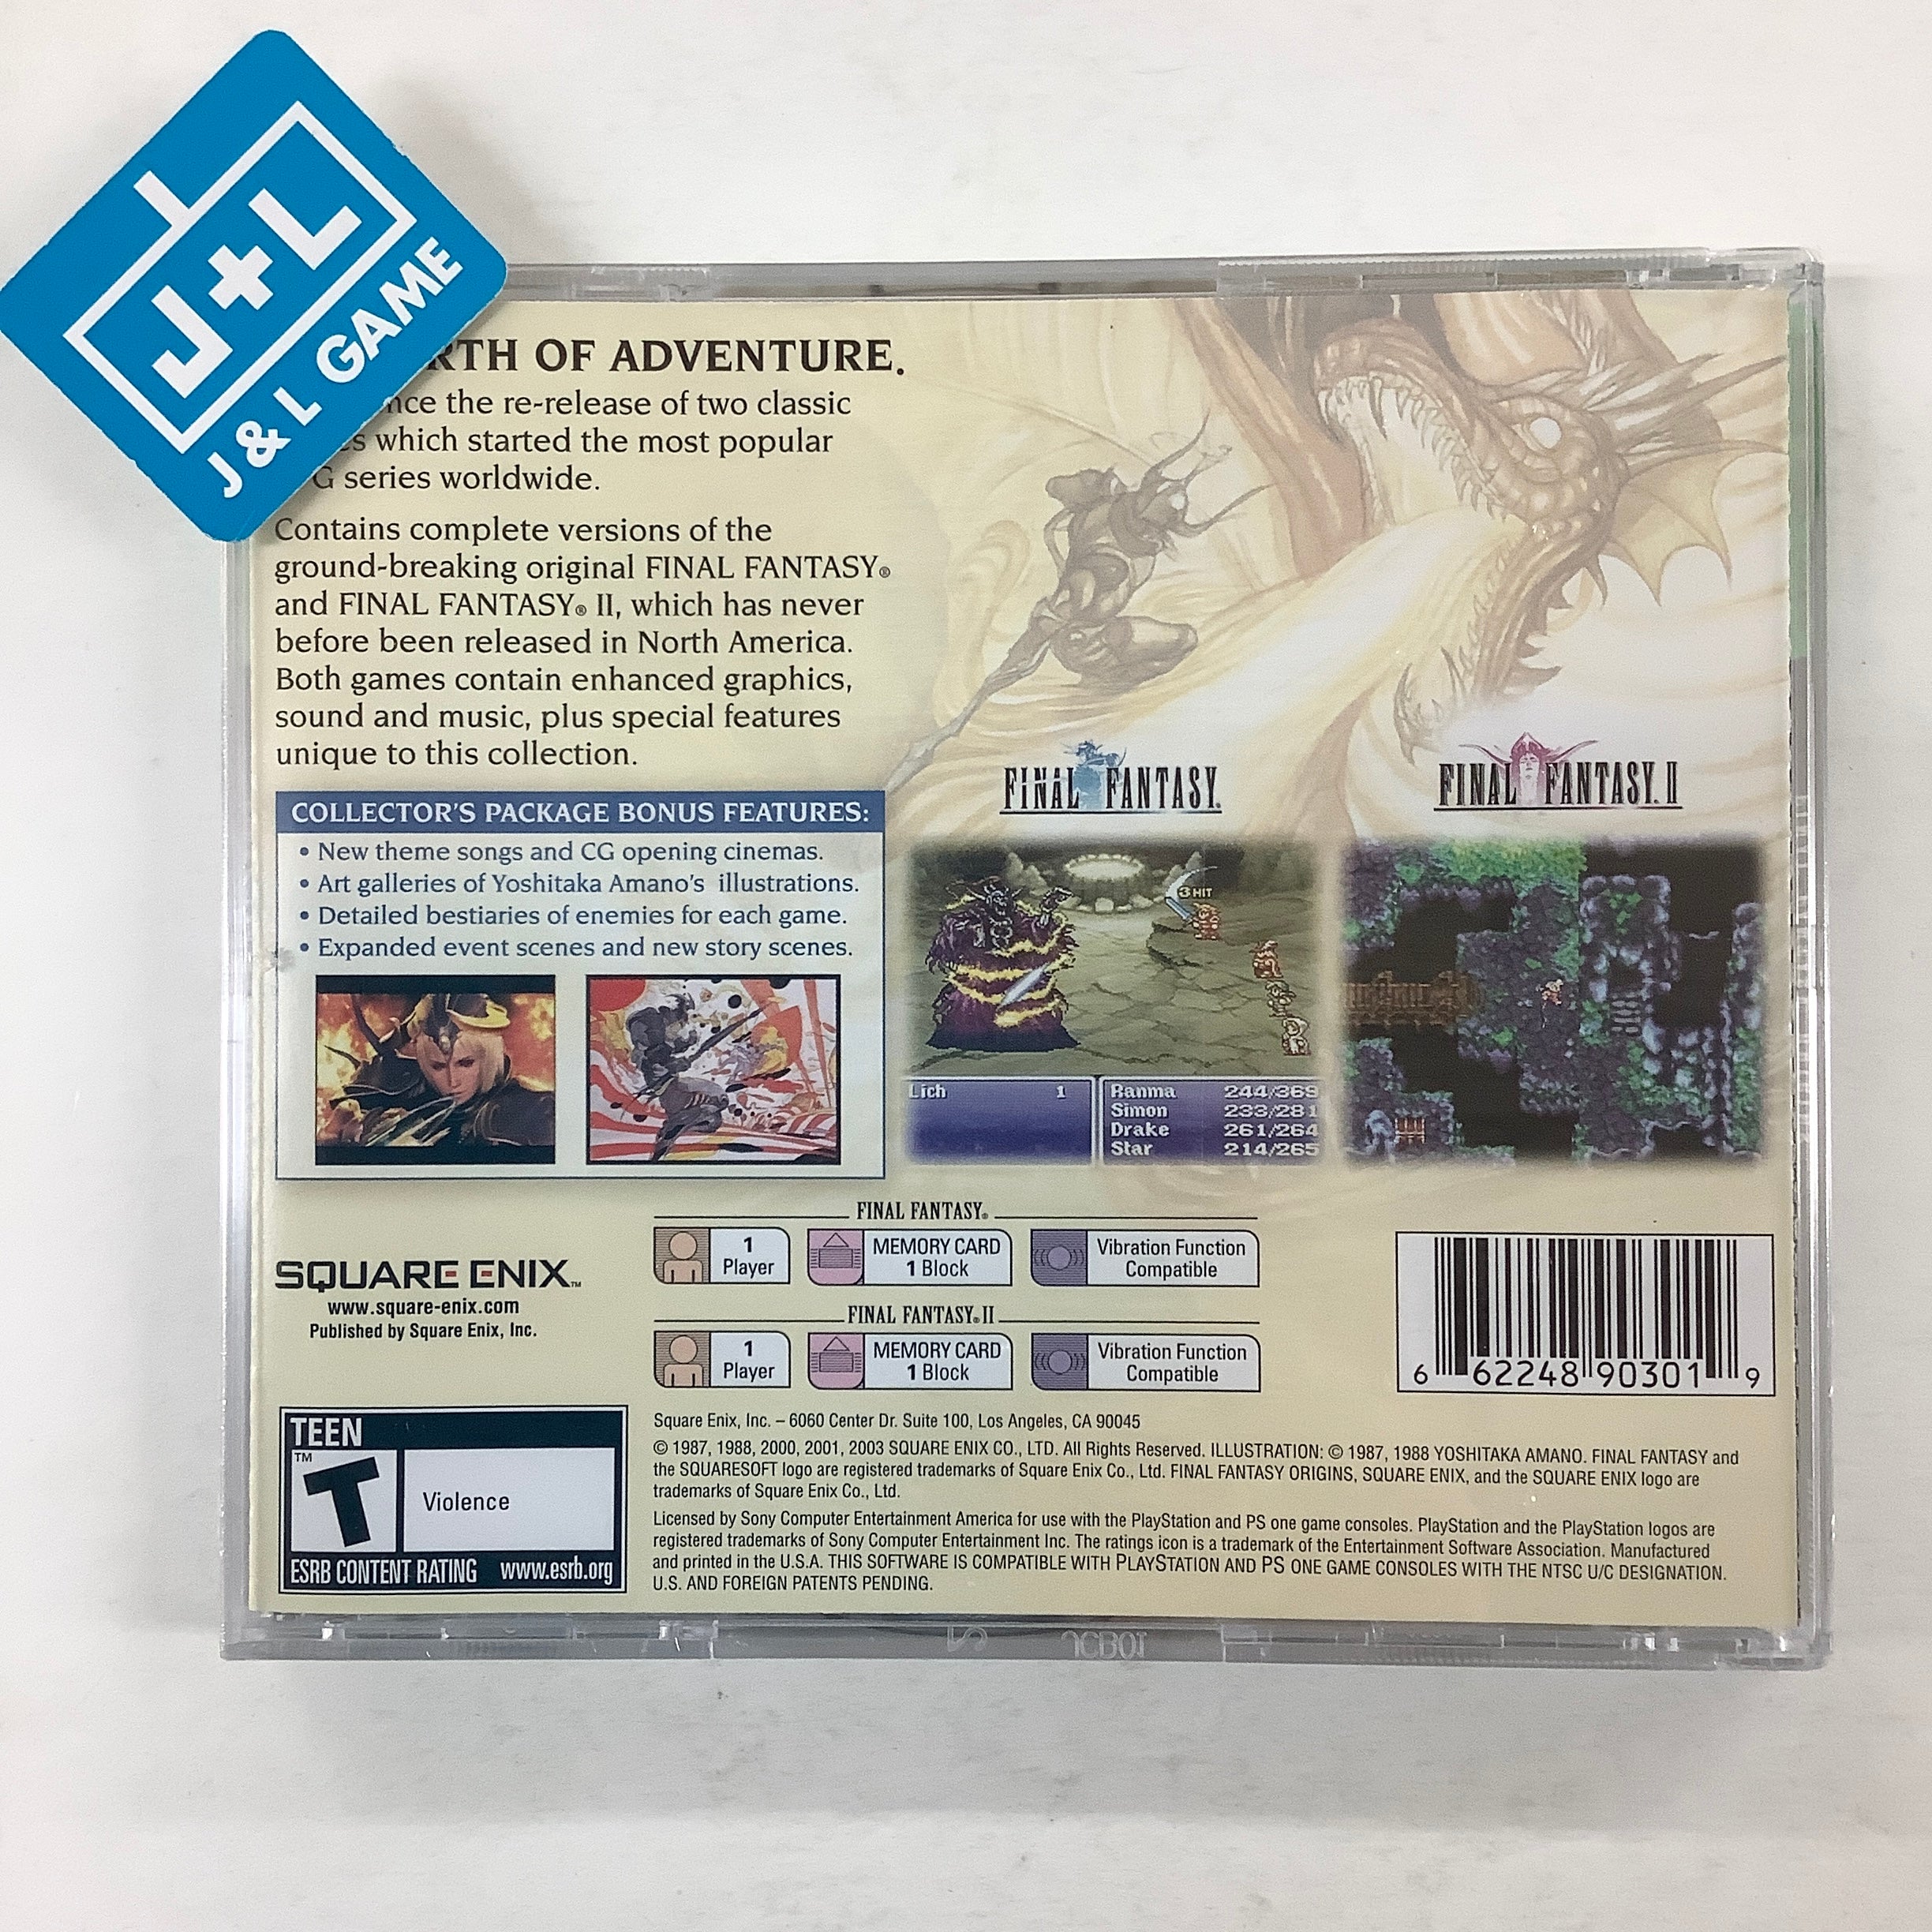 J+L
J & L GAME
OF ADVENTURE.
the re-release of two classic
which started the most popular
series worldwide.
Contains complete versions of the
ground-breaking original FINAL FANTASY®
and FINAL FANTASY® II, which has never
before been released in North America.
Both games contain enhanced graphics,
sound and music, plus special features
unique to this collection.
COLLECTOR'S PACKAGE BONUS FEATURES:
• New theme songs and CG opening cinemas.
• Art galleries of Yoshitaka Amano's illustrations.
• Detailed bestiaries of enemies for each game.
• Expanded event scenes and new story scenes.
FINAL FANTASY®
FINAL FANTASY® II
3 HIT
Lich 1
Ranma 244/369
Simon 233/281
Drake 261/264
Star 214/265
FINAL FANTASY®
1 Player
MEMORY CARD
1 Block
Vibration Function
Compatible
FINAL FANTASY® II
1 Player
MEMORY CARD
1 Block
Vibration Function
Compatible
SQUARE ENIX™
www.square-enix.com
Published by Square Enix, Inc.
6 62248 90301 9
TEEN
T™
Violence
ESRB CONTENT RATING www.esrb.org
Square Enix, Inc. – 6060 Center Dr. Suite 100, Los Angeles, CA 90045
© 1987, 1988, 2000, 2001, 2003 SQUARE ENIX CO., LTD. All Rights Reserved. ILLUSTRATION: © 1987, 1988 YOSHITAKA AMANO. FINAL FANTASY and
the SQUARESOFT logo are registered trademarks of Square Enix Co., Ltd. FINAL FANTASY ORIGINS, SQUARE ENIX, and the SQUARE ENIX logo are
trademarks of Square Enix Co., Ltd.
Licensed by Sony Computer Entertainment America for use with the PlayStation and PS one game consoles. PlayStation and the PlayStation logos are
registered trademarks of Sony Computer Entertainment Inc. The ratings icon is a trademark of the Entertainment Software Association. Manufactured
and printed in the U.S.A. THIS SOFTWARE IS COMPATIBLE WITH PLAYSTATION AND PS ONE GAME CONSOLES WITH THE NTSC U/C DESIGNATION.
U.S. AND FOREIGN PATENTS PENDING.